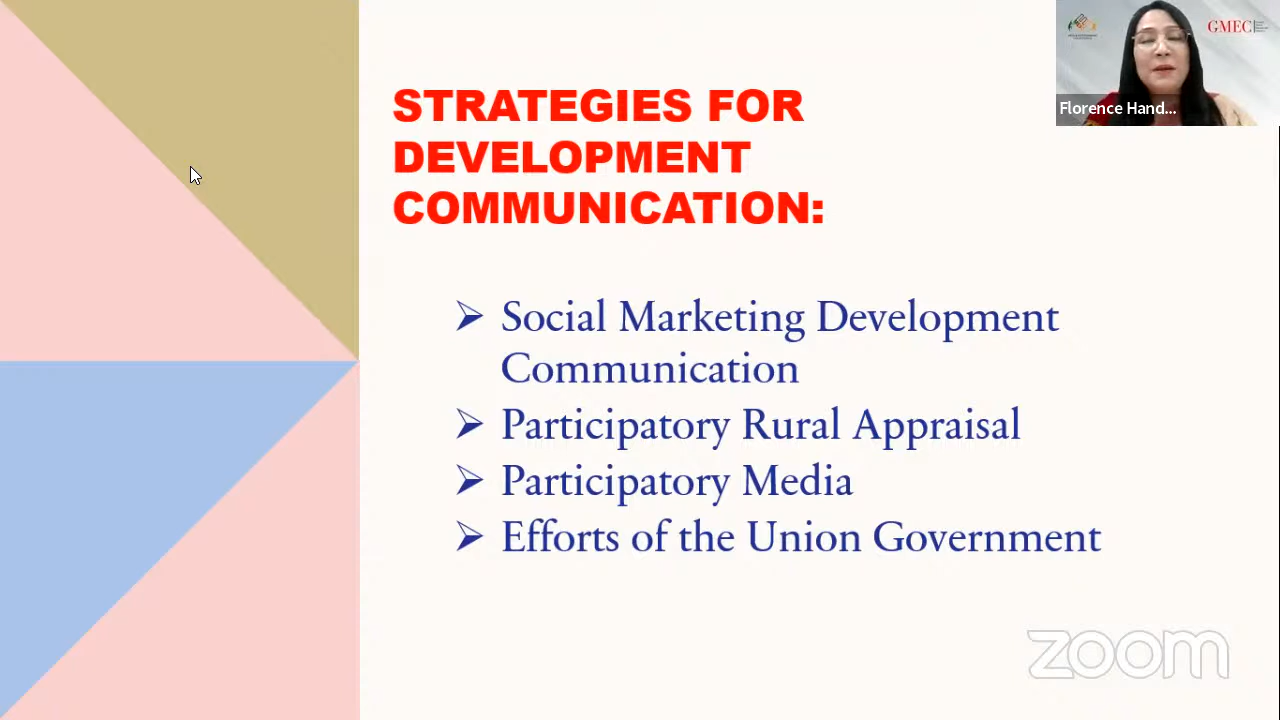 STRATEGIES FOR
DEVELOPMENT
COMMUNICATION:
GMEC
Florence Hand...
➢ Social Marketing Development
Communication
➢ Participatory Rural Appraisal
➢ Participatory Media
➢ Efforts of the Union Government
zoom